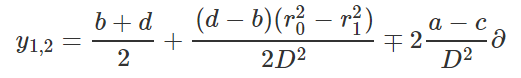 y_{1,2} = \frac{b+d}{2} + \frac{(d-b)(r_0^2 - r_1^2)}{2D^2} \mp 2\frac{a-c}{D^2}\partial